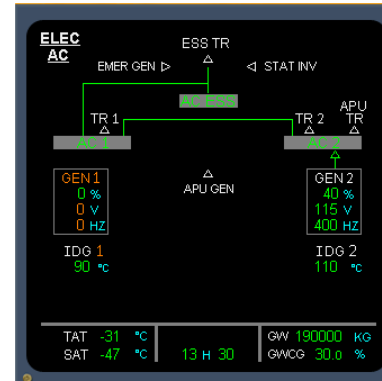 ELEC
AC
ESS TR
EMER GEN
STAT INV
AC ESS
APU
TR 1
TR 2
TR
AC 1
AC 2
GEN 1
0 %
0 V
0 HZ
APU GEN
GEN 2
40 %
115 V
400 HZ
IDG 1
90 °C
IDG 2
110 °C
TAT -31 °C
SAT -47 °C
13 H 30
GW 190000 KG
GWCG 30.0 %